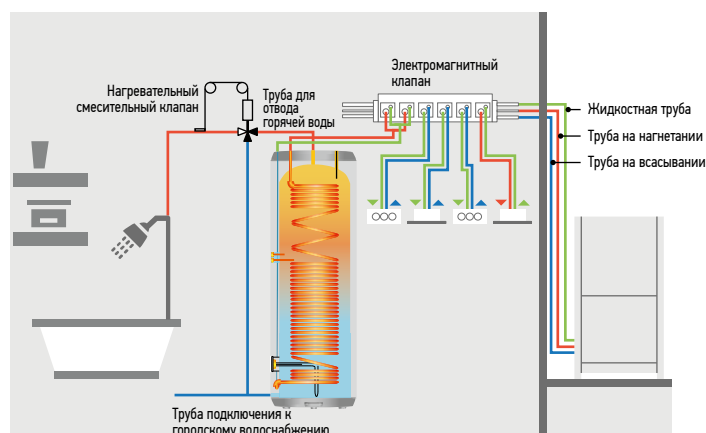 Электромагнитный
клапан
Нагревательный
смесительный клапан
Труба для
отвода
горячей воды
Жидкостная труба
Труба на нагнетании
Труба на всасывании
Труба подключения к
городскому водоснабжению